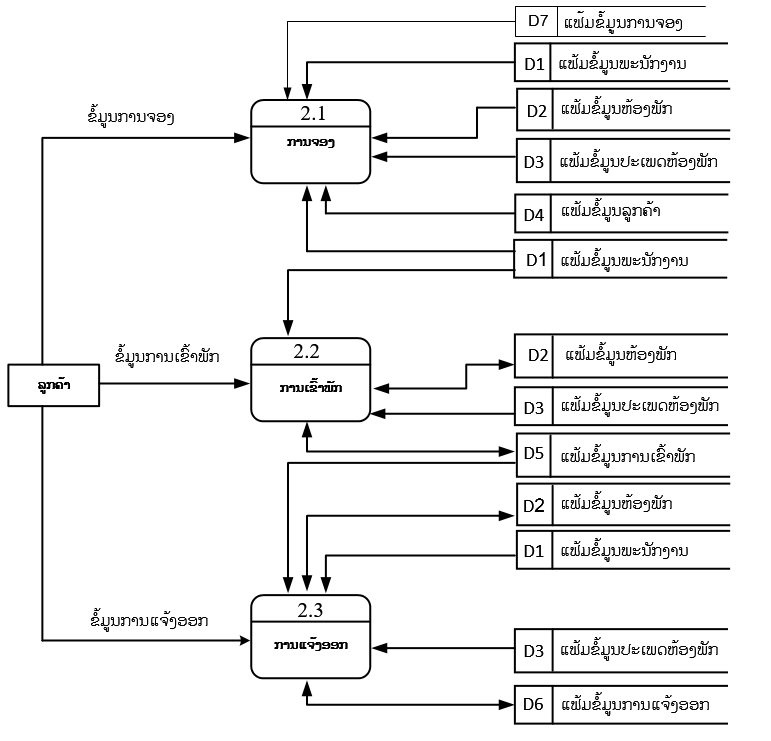 D7 ແຟ້ມຂໍ້ມູນການຈອງ
D1 ແຟ້ມຂໍ້ມູນພະນັກງານ
2.1
ການຈອງ
ຂໍ້ມູນການຈອງ
D2 ແຟ້ມຂໍ້ມູນຫ້ອງພັກ
D3 ແຟ້ມຂໍ້ມູນປະເພດຫ້ອງພັກ
D4 ແຟ້ມຂໍ້ມູນລູກຄ້າ
D1 ແຟ້ມຂໍ້ມູນພະນັກງານ
2.2
ການເຂົ້າພັກ
ຂໍ້ມູນການເຂົ້າພັກ
ລູກຄ້າ
D2 ແຟ້ມຂໍ້ມູນຫ້ອງພັກ
D3 ແຟ້ມຂໍ້ມູນປະເພດຫ້ອງພັກ
D5 ແຟ້ມຂໍ້ມູນການເຂົ້າພັກ
D2 ແຟ້ມຂໍ້ມູນຫ້ອງພັກ
D1 ແຟ້ມຂໍ້ມູນພະນັກງານ
2.3
ການແຈ້ງອອກ
ຂໍ້ມູນການແຈ້ງອອກ
D3 ແຟ້ມຂໍ້ມູນປະເພດຫ້ອງພັກ
D6 ແຟ້ມຂໍ້ມູນການແຈ້ງອອກ